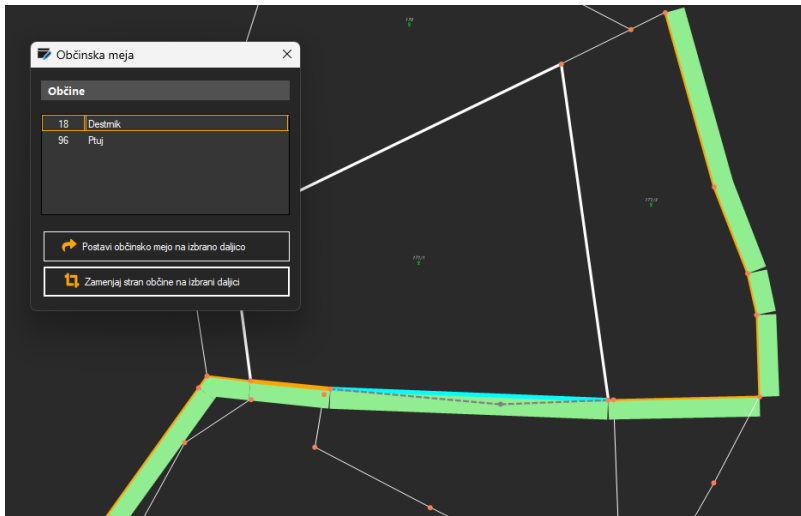 Občinska meja
Občine
18 Destrnik
96 Ptuj
Postavi občinsko mejo na izbrano daljico
Zamenjaj stran občine na izbrani daljici